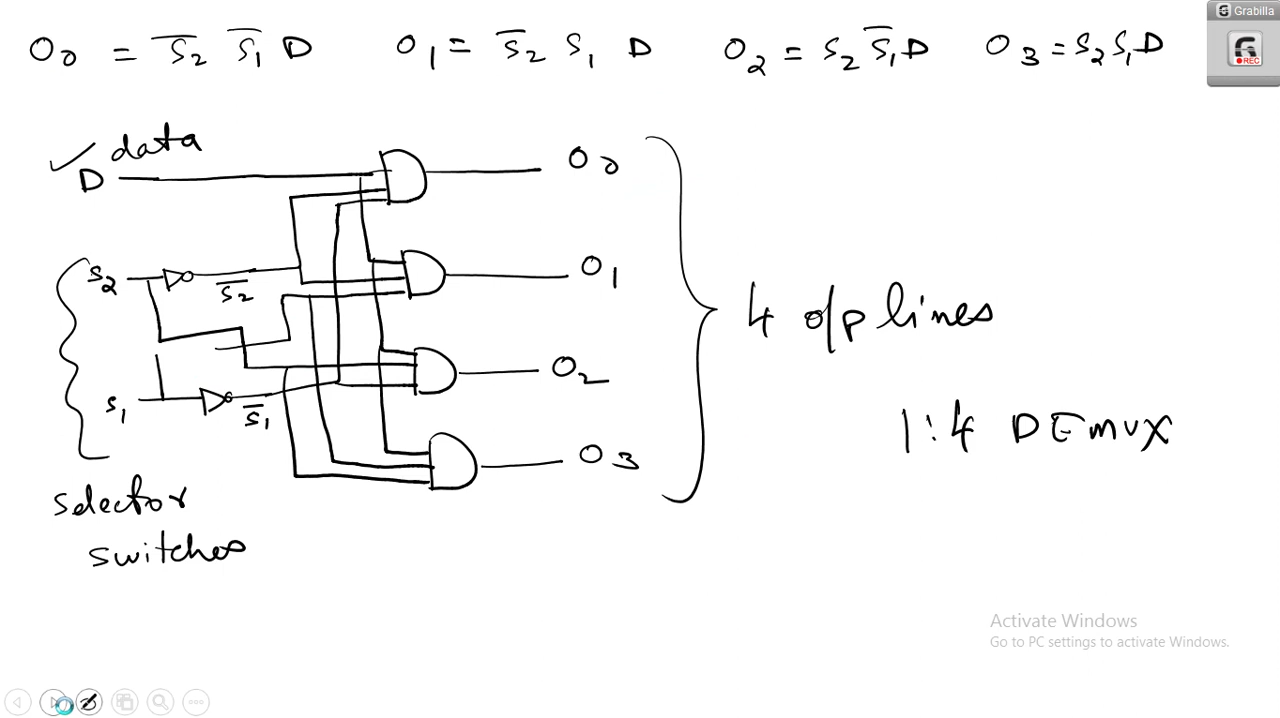 O₀ = S̅₂ S̅₁ D O₁ = S̅₂ S₁ D O₂ = S₂ S̅₁ D O₃ = S₂ S₁ D
Grabilla
REC
data
D
O₀
S₂
S̅₂
O₁
4 o/p lines
O₂
S₁
S̅₁
1:4 DEMUX
O₃
selector
switches
Activate Windows
Go to PC settings to activate Windows.